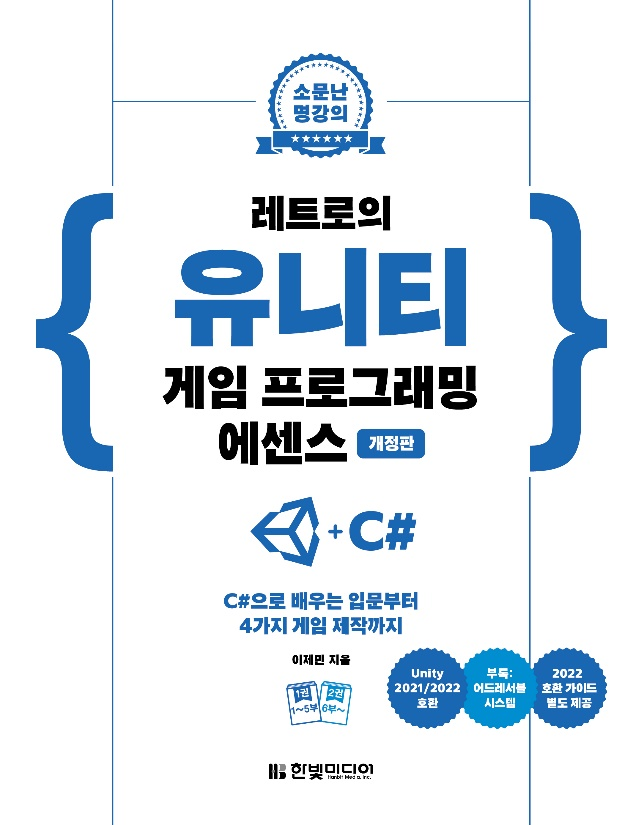 소문난
명강의
레트로의
유니티
게임 프로그래밍
에센스 개정판
+ C#
C#으로 배우는 입문부터
4가지 게임 제작까지
이제민 지음
1권 2권
1~5부 6부~
Unity
2021/2022
호환
부록:
어드레서블
시스템
2022
호환 가이드
별도 제공
HB 한빛미디어
Hanbit Media, Inc.